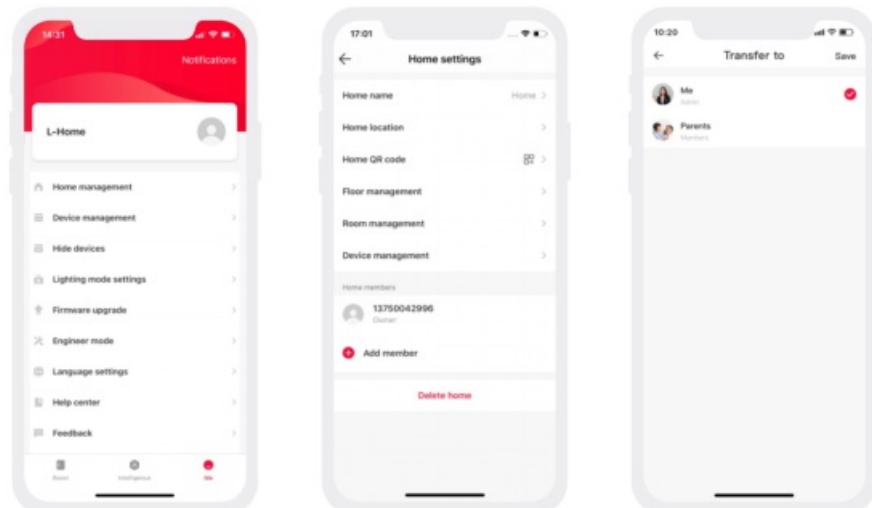 14:31
Notifications
L-Home
Home management
Device management
Hide devices
Lighting mode settings
Firmware upgrade
Engineer mode
Language settings
Help center
Feedback
Room
Intelligence
Me
17:01
Home settings
Home name Home
Home location
Home QR code
Floor management
Room management
Device management
Home members
13750042996
Owner
Add member
Delete home
10:20
Transfer to Save
Me
Admin
Parents
Members